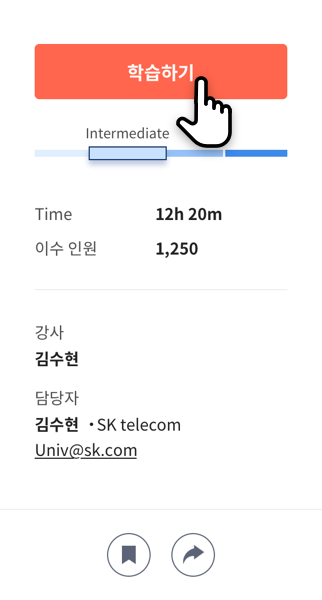 학습하기
Intermediate
Time 12h 20m
이수 인원 1,250
강사
김수현
담당자
김수현 •SK telecom
Univ@sk.com